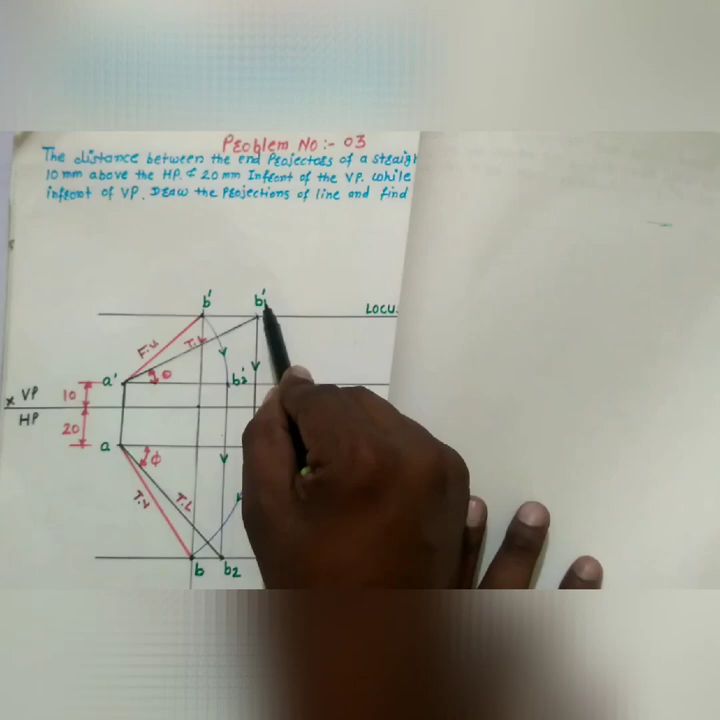 Problem No:- 03
The distance between the end Projectors of a straigh
10 mm above the HP. & 20 mm Infront of the VP. while
infront of VP. Draw the Projections of line and find
b' b1'
LOCU.
F.V T.L
a' θ b2'
10 X VP
HP
20
a φ
T.V T.L
b b2